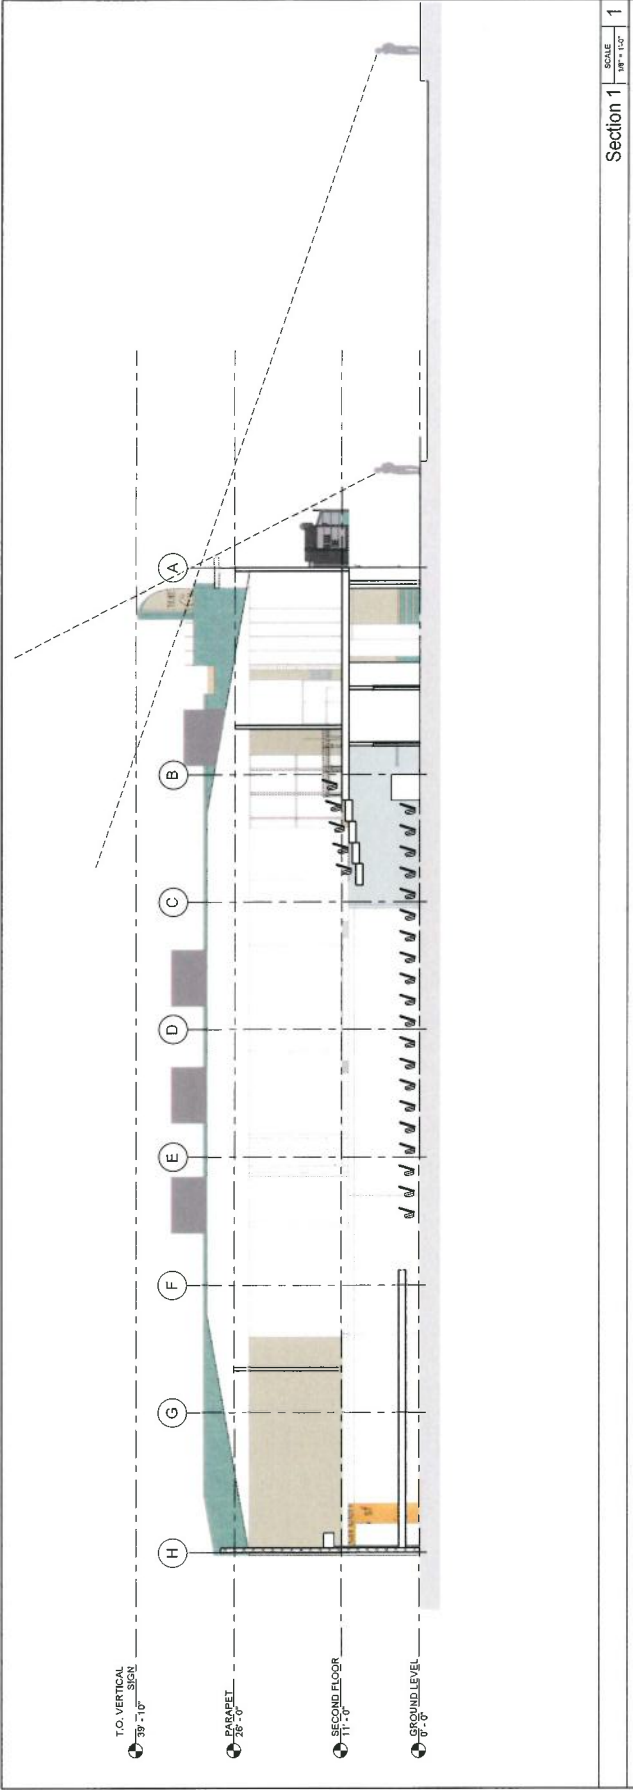 T.O. VERTICAL
SIGN
39' - 10"
PARAPET
26' - 0"
SECOND FLOOR
11' - 0"
GROUND LEVEL
0' - 0"
H
G
F
E
D
C
B
A
Section 1
SCALE
1/8" = 1'-0"
1